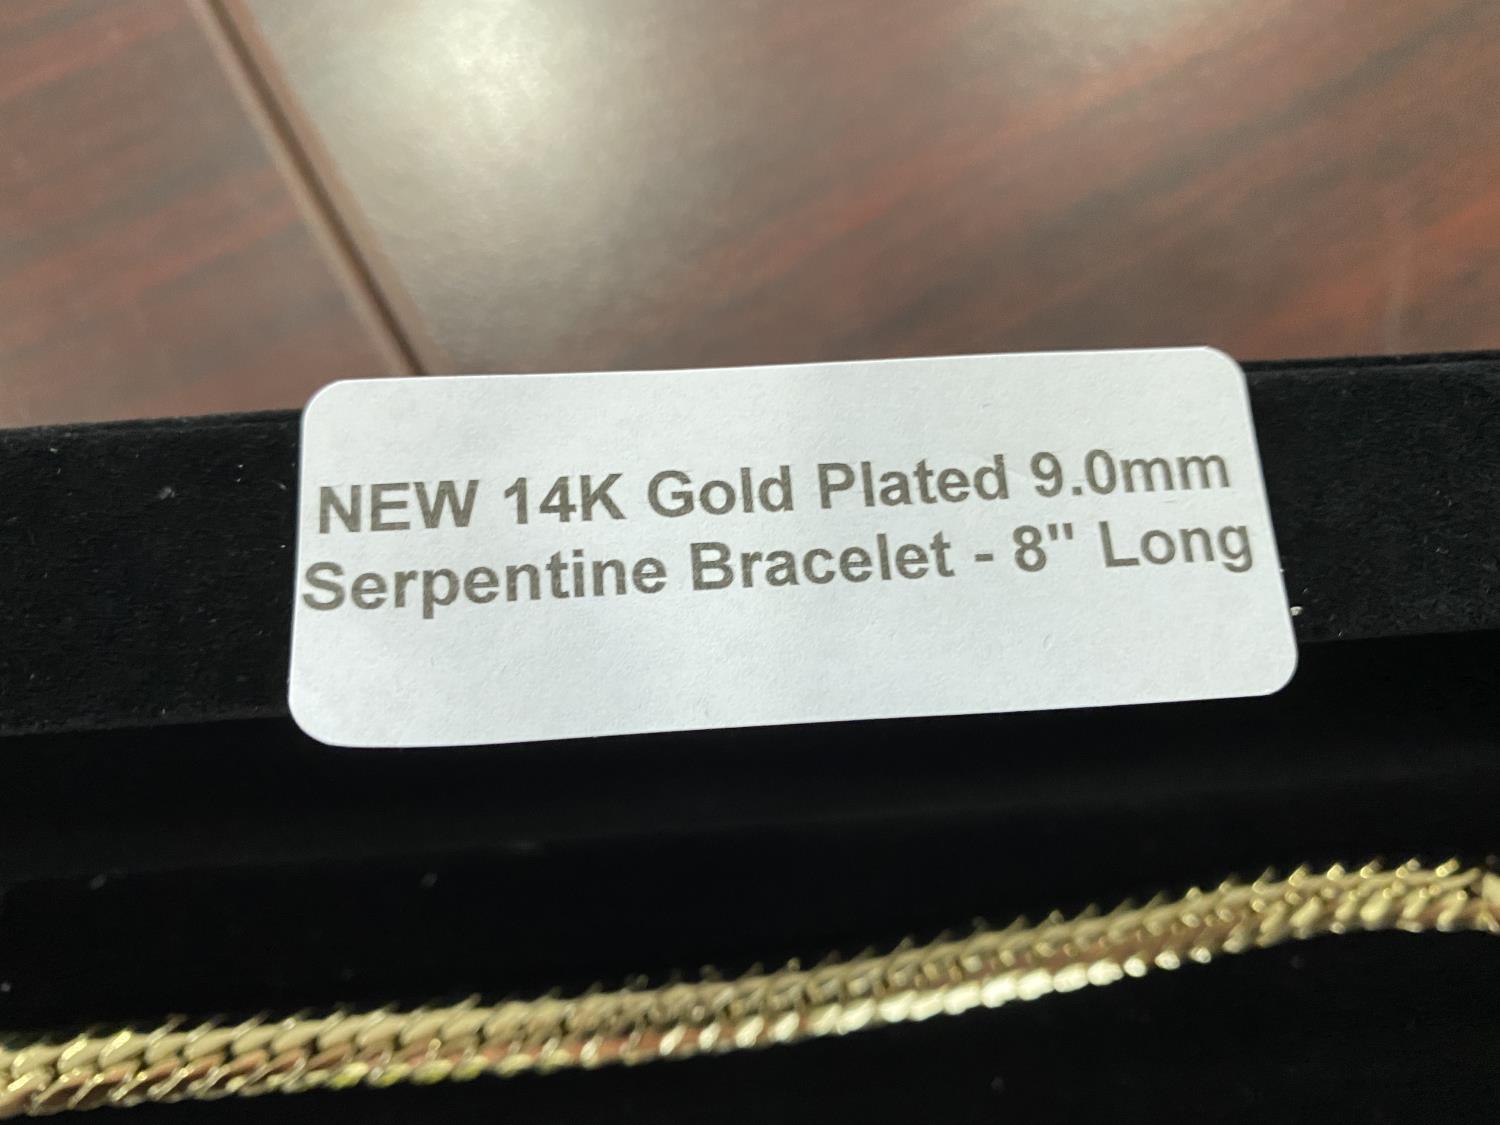 NEW 14K Gold Plated 9.0mm
Serpentine Bracelet - 8" Long